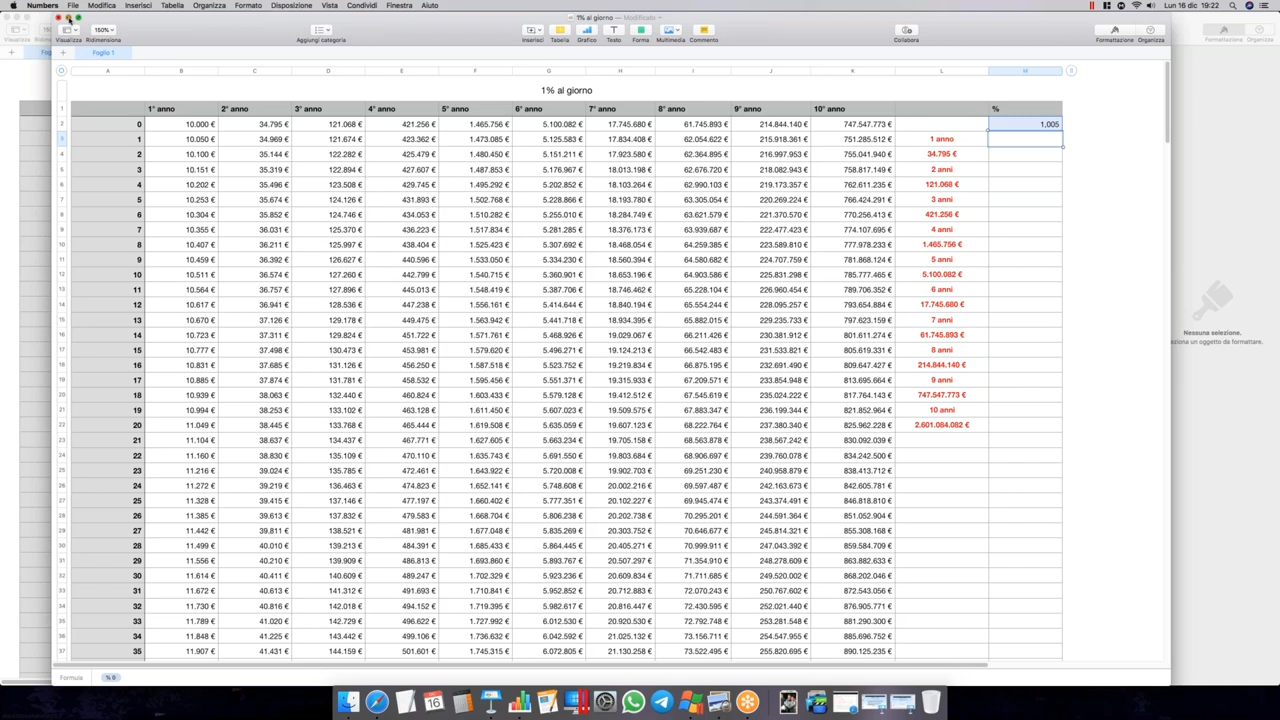 Numbers File Modifica Inserisci Tabella Organizza Formato Disposizione Vista Condividi Finestra Aiuto Lun 16 dic 19:22
1% al giorno — Modificato
Visualizza 150% Ridimensiona Aggiungi categoria Inserisci Tabella Grafico Testo Forma Multimedia Commento Collabora Formattazione Organizza
Foglio 1
A B C D E F G H I J K L M
1% al giorno
1 1° anno 2° anno 3° anno 4° anno 5° anno 6° anno 7° anno 8° anno 9° anno 10° anno %
2 0 10.000 € 34.795 € 121.068 € 421.256 € 1.465.756 € 5.100.082 € 17.745.680 € 61.745.893 € 214.844.140 € 747.547.773 € 1,005
3 1 10.050 € 34.969 € 121.674 € 423.362 € 1.473.085 € 5.125.582 € 17.834.408 € 62.054.622 € 215.918.361 € 751.285.512 € 1 anno
4 2 10.100 € 35.144 € 122.282 € 425.479 € 1.480.450 € 5.151.211 € 17.923.580 € 62.364.895 € 216.997.953 € 755.041.940 € 34.795 €
5 3 10.151 € 35.319 € 122.894 € 427.607 € 1.487.853 € 5.176.967 € 18.013.198 € 62.676.720 € 218.082.943 € 758.817.149 € 2 anni
6 4 10.202 € 35.496 € 123.508 € 429.745 € 1.495.292 € 5.202.852 € 18.103.264 € 62.990.103 € 219.173.357 € 762.611.235 € 121.068 €
7 5 10.253 € 35.674 € 124.126 € 431.893 € 1.502.768 € 5.228.866 € 18.193.780 € 63.305.054 € 220.269.224 € 766.424.291 € 3 anni
8 6 10.304 € 35.852 € 124.746 € 434.053 € 1.510.282 € 5.255.010 € 18.284.749 € 63.621.579 € 221.370.570 € 770.256.413 € 421.256 €
9 7 10.355 € 36.031 € 125.370 € 436.223 € 1.517.834 € 5.281.285 € 18.376.173 € 63.939.687 € 222.477.423 € 774.107.695 € 4 anni
10 8 10.407 € 36.211 € 125.997 € 438.404 € 1.525.423 € 5.307.692 € 18.468.054 € 64.259.385 € 223.589.810 € 777.978.233 € 1.465.756 €
11 9 10.459 € 36.392 € 126.627 € 440.596 € 1.533.050 € 5.334.230 € 18.560.394 € 64.580.682 € 224.707.759 € 781.868.124 € 5 anni
12 10 10.511 € 36.574 € 127.260 € 442.799 € 1.540.715 € 5.360.901 € 18.653.196 € 64.903.586 € 225.831.298 € 785.777.465 € 5.100.082 €
13 11 10.564 € 36.757 € 127.896 € 445.013 € 1.548.419 € 5.387.706 € 18.746.462 € 65.228.104 € 226.960.454 € 789.706.352 € 6 anni
14 12 10.617 € 36.941 € 128.536 € 447.238 € 1.556.161 € 5.414.644 € 18.840.194 € 65.554.244 € 228.095.257 € 793.654.884 € 17.745.680 €
15 13 10.670 € 37.126 € 129.178 € 449.475 € 1.563.942 € 5.441.718 € 18.934.395 € 65.882.015 € 229.235.733 € 797.623.159 € 7 anni
16 14 10.723 € 37.311 € 129.824 € 451.722 € 1.571.761 € 5.468.926 € 19.029.067 € 66.211.426 € 230.381.912 € 801.611.274 € 61.745.893 €
17 15 10.777 € 37.498 € 130.473 € 453.981 € 1.579.620 € 5.496.271 € 19.124.213 € 66.542.483 € 231.533.821 € 805.619.331 € 8 anni
18 16 10.831 € 37.685 € 131.126 € 456.250 € 1.587.518 € 5.523.752 € 19.219.834 € 66.875.195 € 232.691.490 € 809.647.427 € 214.844.140 €
19 17 10.885 € 37.874 € 131.781 € 458.532 € 1.595.456 € 5.551.371 € 19.315.933 € 67.209.571 € 233.854.948 € 813.695.664 € 9 anni
20 18 10.939 € 38.063 € 132.440 € 460.824 € 1.603.433 € 5.579.128 € 19.412.512 € 67.545.619 € 235.024.222 € 817.764.143 € 747.547.773 €
21 19 10.994 € 38.253 € 133.102 € 463.128 € 1.611.450 € 5.607.023 € 19.509.575 € 67.883.347 € 236.199.344 € 821.852.964 € 10 anni
22 20 11.049 € 38.445 € 133.768 € 465.444 € 1.619.508 € 5.635.059 € 19.607.123 € 68.222.764 € 237.380.340 € 825.962.228 € 2.601.084.082 €
23 21 11.104 € 38.637 € 134.437 € 467.771 € 1.627.605 € 5.663.234 € 19.705.158 € 68.563.878 € 238.567.242 € 830.092.039 €
24 22 11.160 € 38.830 € 135.109 € 470.110 € 1.635.743 € 5.691.550 € 19.803.684 € 68.906.697 € 239.760.078 € 834.242.500 €
25 23 11.216 € 39.024 € 135.785 € 472.461 € 1.643.922 € 5.720.008 € 19.902.703 € 69.251.230 € 240.958.879 € 838.413.712 €
26 24 11.272 € 39.219 € 136.463 € 474.823 € 1.652.141 € 5.748.608 € 20.002.216 € 69.597.487 € 242.163.673 € 842.605.781 €
27 25 11.328 € 39.415 € 137.146 € 477.197 € 1.660.402 € 5.777.351 € 20.102.227 € 69.945.474 € 243.374.491 € 846.818.810 €
28 26 11.385 € 39.613 € 137.832 € 479.583 € 1.668.704 € 5.806.238 € 20.202.738 € 70.295.201 € 244.591.364 € 851.052.904 €
29 27 11.442 € 39.811 € 138.521 € 481.981 € 1.677.048 € 5.835.269 € 20.303.752 € 70.646.677 € 245.814.321 € 855.308.168 €
30 28 11.499 € 40.010 € 139.213 € 484.391 € 1.685.433 € 5.864.445 € 20.405.271 € 70.999.911 € 247.043.392 € 859.584.709 €
31 29 11.556 € 40.210 € 139.909 € 486.813 € 1.693.860 € 5.893.767 € 20.507.297 € 71.354.910 € 248.278.609 € 863.882.633 €
32 30 11.614 € 40.411 € 140.609 € 489.247 € 1.702.329 € 5.923.236 € 20.609.834 € 71.711.685 € 249.520.002 € 868.202.046 €
33 31 11.672 € 40.613 € 141.312 € 491.693 € 1.710.841 € 5.952.852 € 20.712.883 € 72.070.243 € 250.767.602 € 872.543.056 €
34 32 11.730 € 40.816 € 142.018 € 494.152 € 1.719.395 € 5.982.617 € 20.816.447 € 72.430.595 € 252.021.440 € 876.905.771 €
35 33 11.789 € 41.020 € 142.729 € 496.622 € 1.727.992 € 6.012.530 € 20.920.530 € 72.792.748 € 253.281.548 € 881.290.300 €
36 34 11.848 € 41.225 € 143.442 € 499.106 € 1.736.632 € 6.042.592 € 21.025.132 € 73.156.711 € 254.547.955 € 885.696.752 €
37 35 11.907 € 41.431 € 144.159 € 501.601 € 1.745.315 € 6.072.805 € 21.130.258 € 73.522.495 € 255.820.695 € 890.125.235 €
Nessuna selezione.
ziona un oggetto da formattare.
Formula % 0